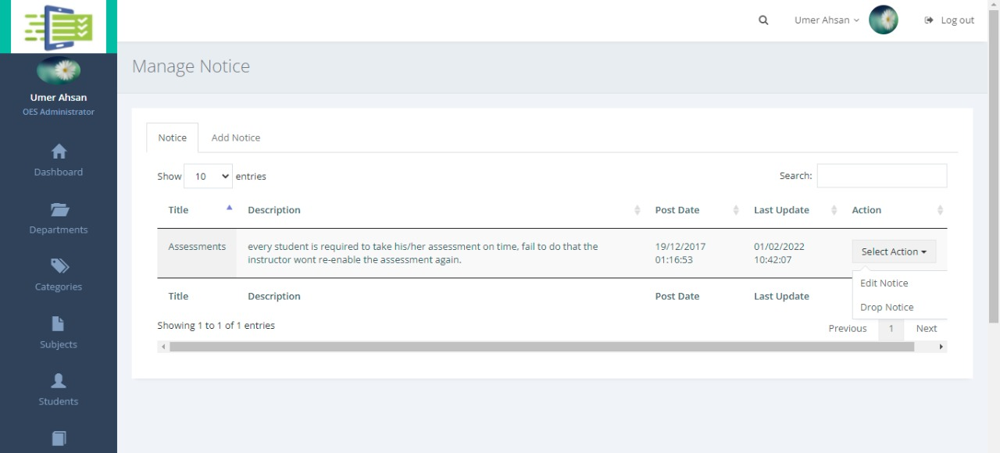 Umer Ahsan
Log out
Umer Ahsan
OES Administrator
Dashboard
Departments
Categories
Subjects
Students
Manage Notice
Notice
Add Notice
Show 10 entries
Search:
Title
Description
Post Date
Last Update
Action
Assessments
every student is required to take his/her assessment on time, fail to do that the
instructor wont re-enable the assessment again.
19/12/2017
01:16:53
01/02/2022
10:42:07
Select Action
Edit Notice
Drop Notice
Title
Description
Post Date
Last Update
Showing 1 to 1 of 1 entries
Previous
1
Next